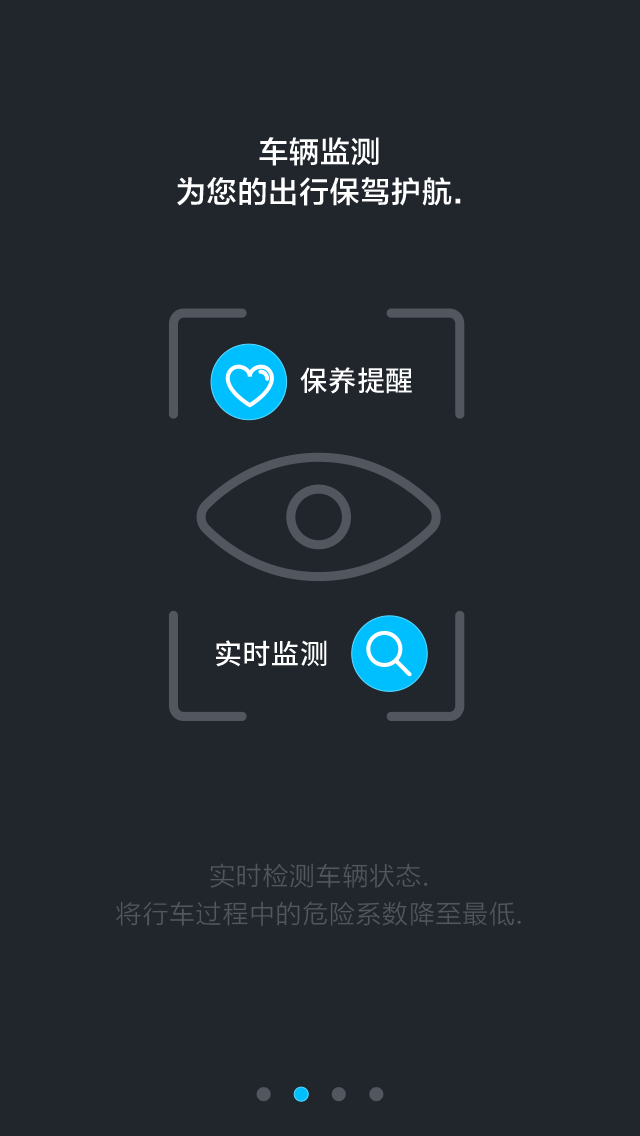 车辆监测
为您的出行保驾护航.
保养提醒
实时监测
实时检测车辆状态.
将行车过程中的危险系数降至最低.